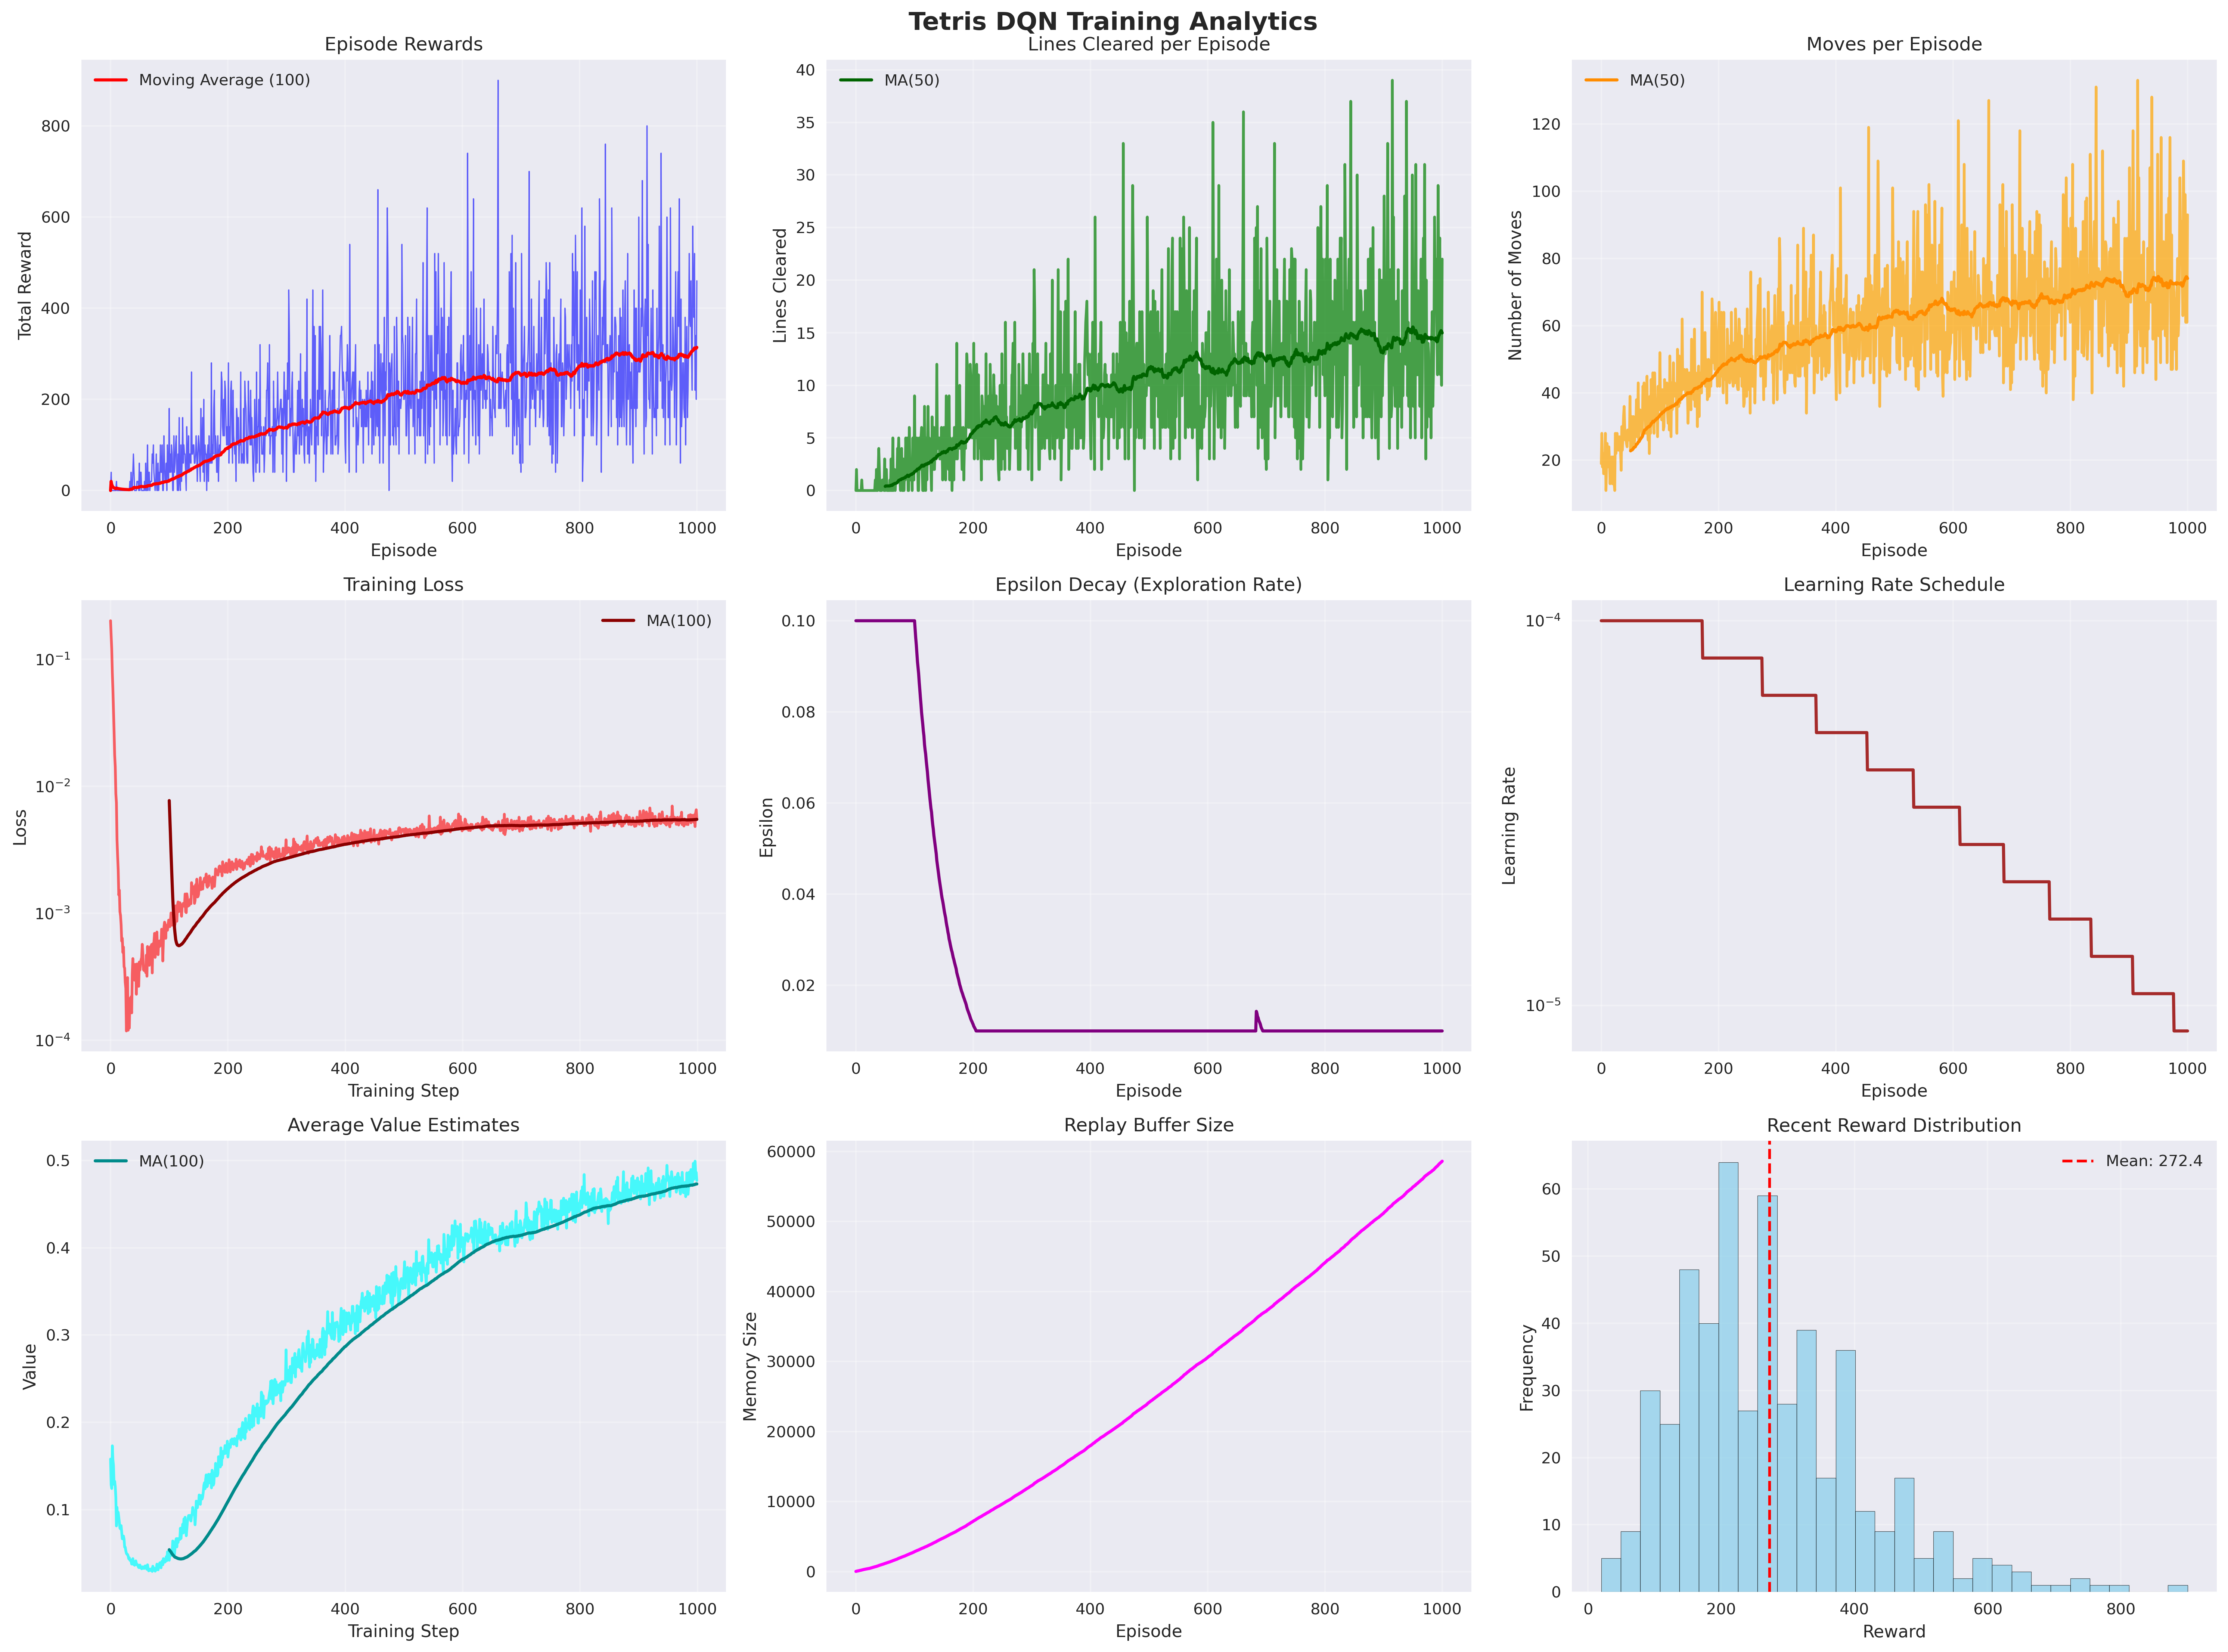 Tetris DQN Training Analytics
Episode Rewards
Moving Average (100)
Total Reward
800
600
400
200
0
0 200 400 600 800 1000
Episode
Lines Cleared per Episode
MA(50)
Lines Cleared
40
35
30
25
20
15
10
5
0
0 200 400 600 800 1000
Episode
Moves per Episode
MA(50)
Number of Moves
120
100
80
60
40
20
0 200 400 600 800 1000
Episode
Training Loss
MA(100)
Loss
10⁻¹
10⁻²
10⁻³
10⁻⁴
0 200 400 600 800 1000
Training Step
Epsilon Decay (Exploration Rate)
Epsilon
0.10
0.08
0.06
0.04
0.02
0 200 400 600 800 1000
Episode
Learning Rate Schedule
Learning Rate
10⁻⁴
10⁻⁵
0 200 400 600 800 1000
Episode
Average Value Estimates
MA(100)
Value
0.5
0.4
0.3
0.2
0.1
0 200 400 600 800 1000
Training Step
Replay Buffer Size
Memory Size
60000
50000
40000
30000
20000
10000
0
0 200 400 600 800 1000
Episode
Recent Reward Distribution
Mean: 272.4
Frequency
60
50
40
30
20
10
0
0 200 400 600 800
Reward